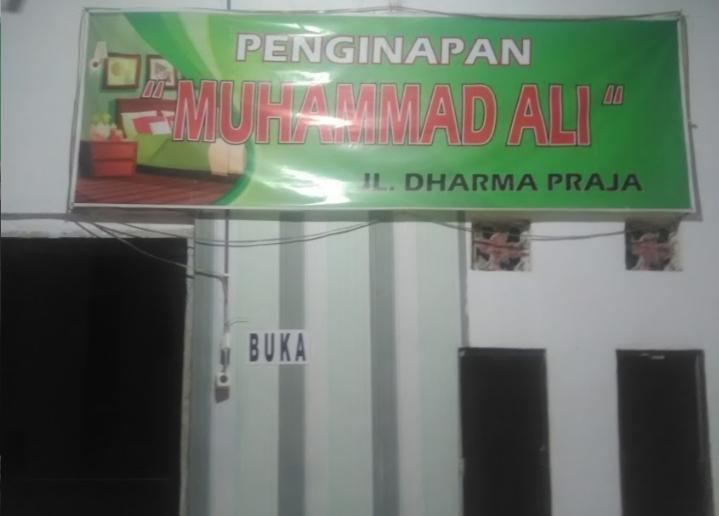 PENGINAPAN
"MUHAMMAD ALI"
JL. DHARMA PRAJA
BUKA